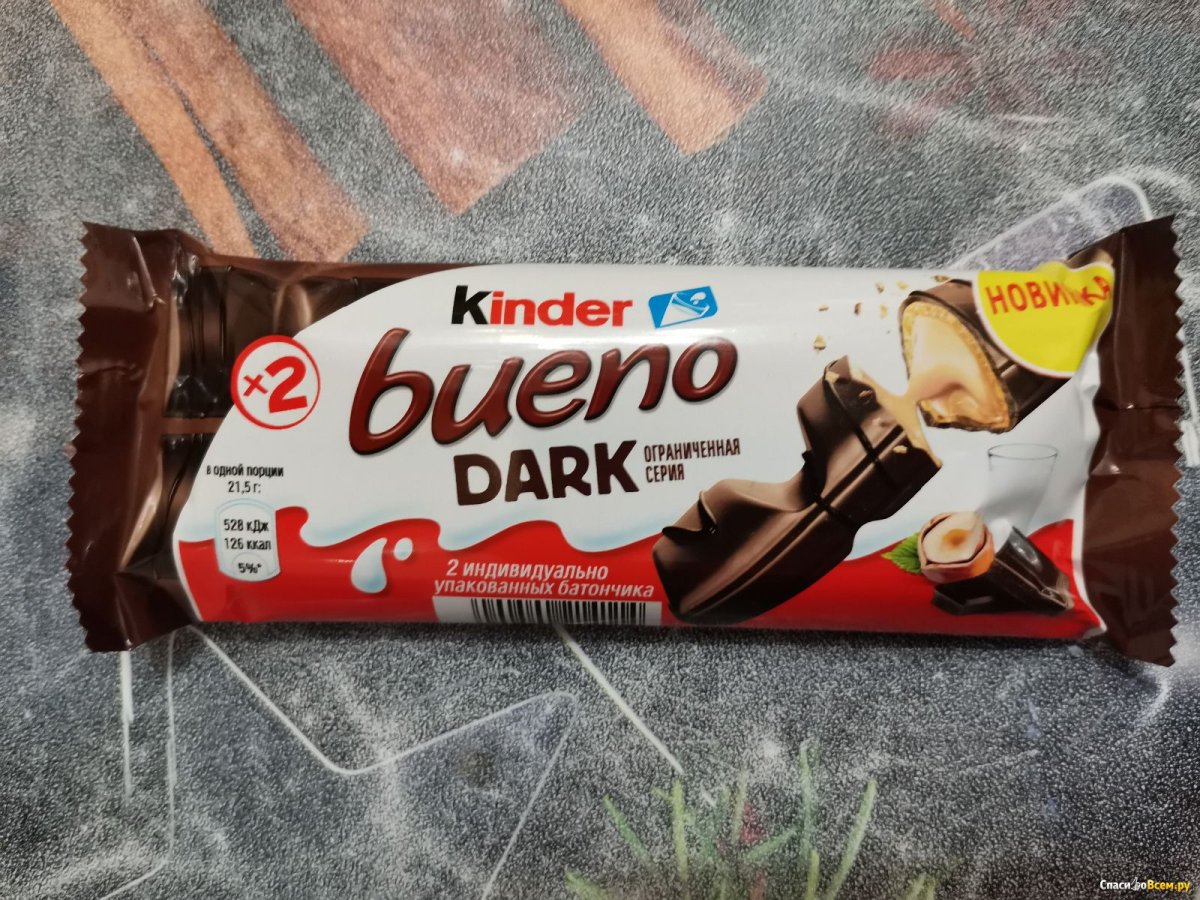 Kinder
bueno
DARK
ОГРАНИЧЕННАЯ
СЕРИЯ
НОВИНКА
×2
в одной порции
21,5 г:
528 кДж
126 ккал
5%*
2 индивидуально
упакованных батончика
СпасибоВсем.ру